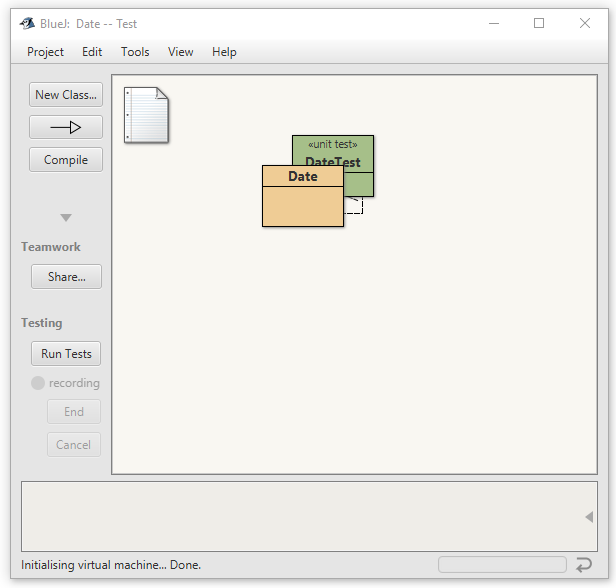 BlueJ: Date -- Test
Project Edit Tools View Help
New Class...
Compile
Teamwork
Share...
Testing
Run Tests
recording
End
Cancel
«unit test»
DateTest
Date
Initialising virtual machine... Done.